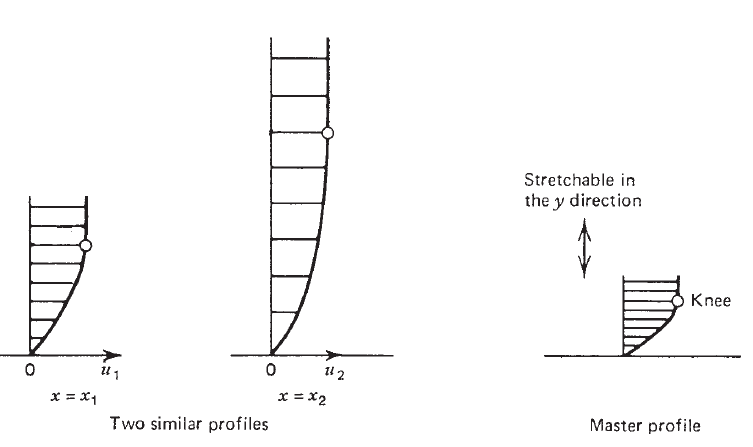 Stretchable in
the y direction
Knee
0 u₁
0 u₂
x = x₁
x = x₂
Two similar profiles
Master profile